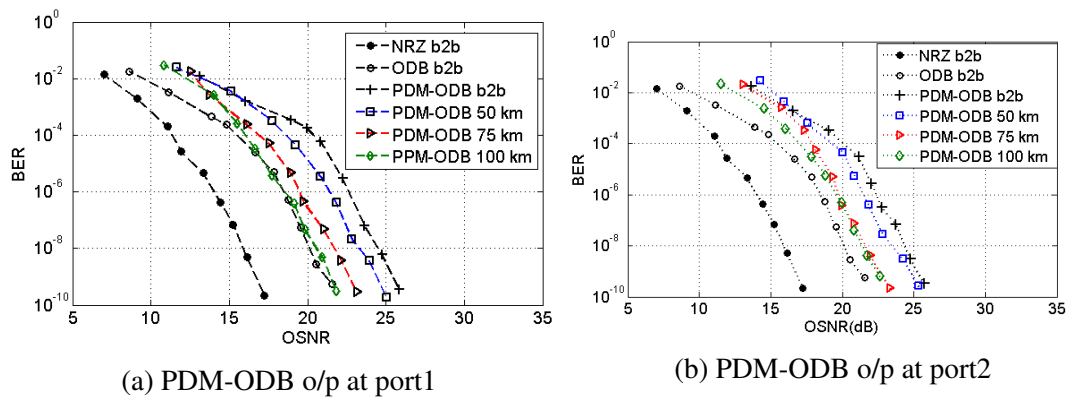 10^0
10^-2
10^-4
10^-6
10^-8
10^-10
BER
5 10 15 20 25 30 35
OSNR
NRZ b2b
ODB b2b
PDM-ODB b2b
PDM-ODB 50 km
PDM-ODB 75 km
PPM-ODB 100 km
(a) PDM-ODB o/p at port1
10^0
10^-2
10^-4
10^-6
10^-8
10^-10
BER
5 10 15 20 25 30 35
OSNR(dB)
NRZ b2b
ODB b2b
PDM-ODB b2b
PDM-ODB 50 km
PDM-ODB 75 km
PDM-ODB 100 km
(b) PDM-ODB o/p at port2